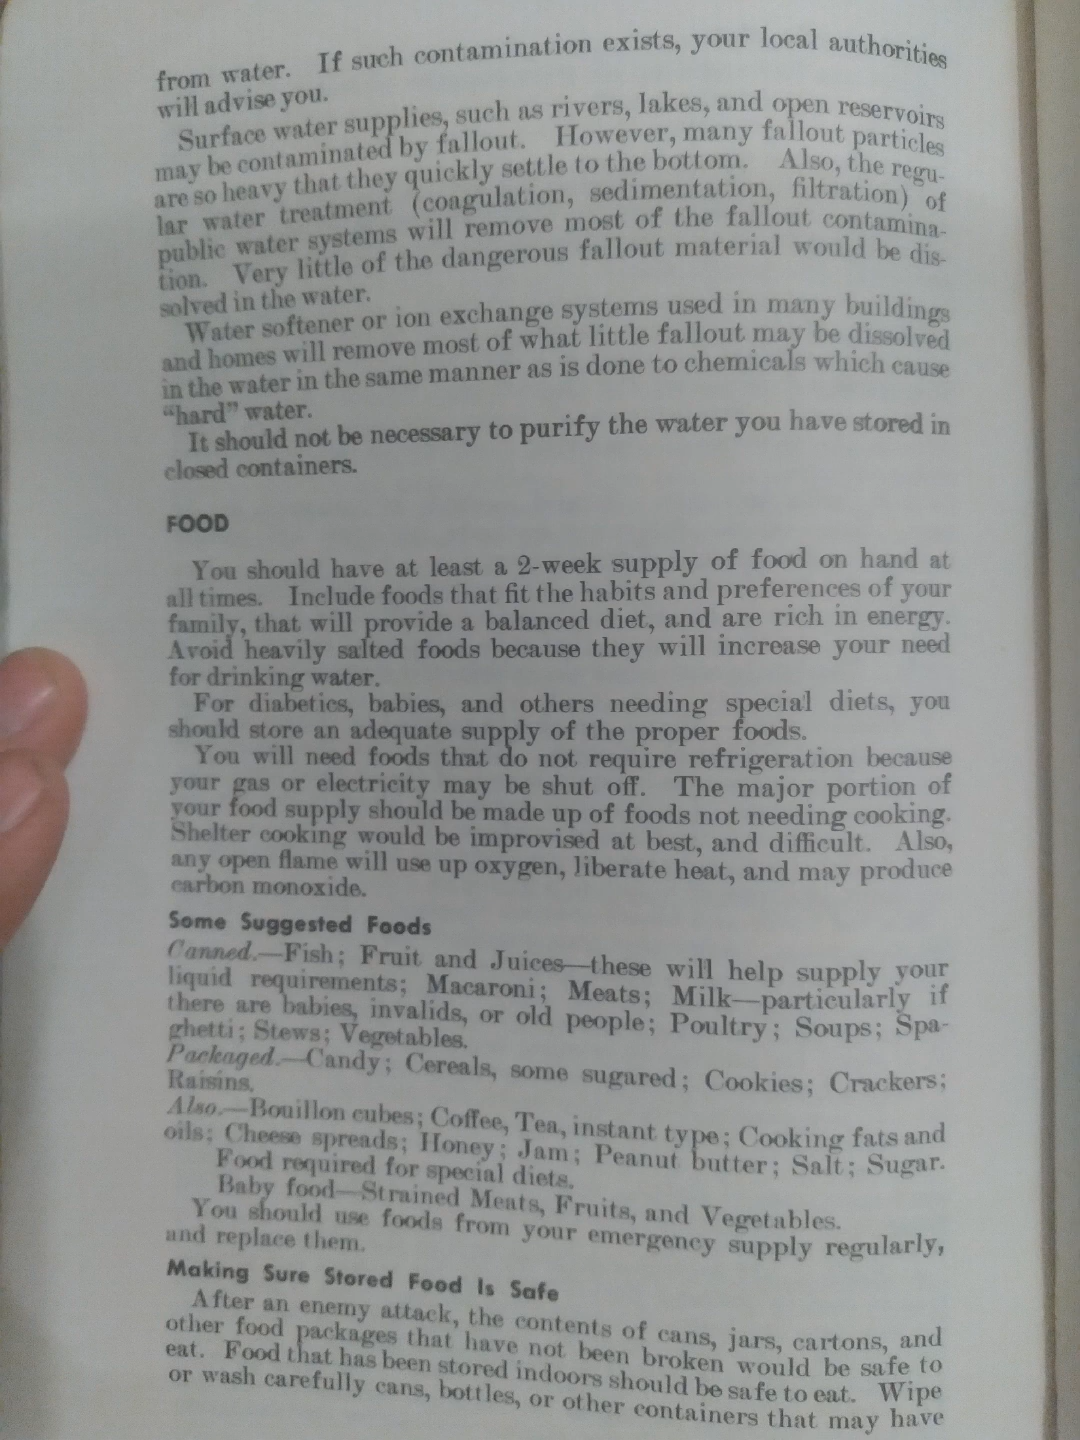 from water. If such contamination exists, your local authorities
will advise you.
Surface water supplies, such as rivers, lakes, and open reservoirs
may be contaminated by fallout. However, many fallout particles
are so heavy that they quickly settle to the bottom. Also, the regu-
lar water treatment (coagulation, sedimentation, filtration) of
public water systems will remove most of the fallout contamina-
tion. Very little of the dangerous fallout material would be dis-
solved in the water.
Water softener or ion exchange systems used in many buildings
and homes will remove most of what little fallout may be dissolved
in the water in the same manner as is done to chemicals which cause
"hard" water.
It should not be necessary to purify the water you have stored in
closed containers.
FOOD
You should have at least a 2-week supply of food on hand at
all times. Include foods that fit the habits and preferences of your
family, that will provide a balanced diet, and are rich in energy.
Avoid heavily salted foods because they will increase your need
for drinking water.
For diabetics, babies, and others needing special diets, you
should store an adequate supply of the proper foods.
You will need foods that do not require refrigeration because
your gas or electricity may be shut off. The major portion of
your food supply should be made up of foods not needing cooking.
Shelter cooking would be improvised at best, and difficult. Also,
any open flame will use up oxygen, liberate heat, and may produce
carbon monoxide.
Some Suggested Foods
Canned.—Fish; Fruit and Juices—these will help supply your
liquid requirements; Macaroni; Meats; Milk—particularly if
there are babies, invalids, or old people; Poultry; Soups; Spa-
ghetti; Stews; Vegetables.
Packaged.—Candy; Cereals, some sugared; Cookies; Crackers;
Raisins.
Also.—Bouillon cubes; Coffee, Tea, instant type; Cooking fats and
oils; Cheese spreads; Honey; Jam; Peanut butter; Salt; Sugar.
Food required for special diets.
Baby food—Strained Meats, Fruits, and Vegetables.
You should use foods from your emergency supply regularly,
and replace them.
Making Sure Stored Food Is Safe
After an enemy attack, the contents of cans, jars, cartons, and
other food packages that have not been broken would be safe to
eat. Food that has been stored indoors should be safe to eat. Wipe
or wash carefully cans, bottles, or other containers that may have